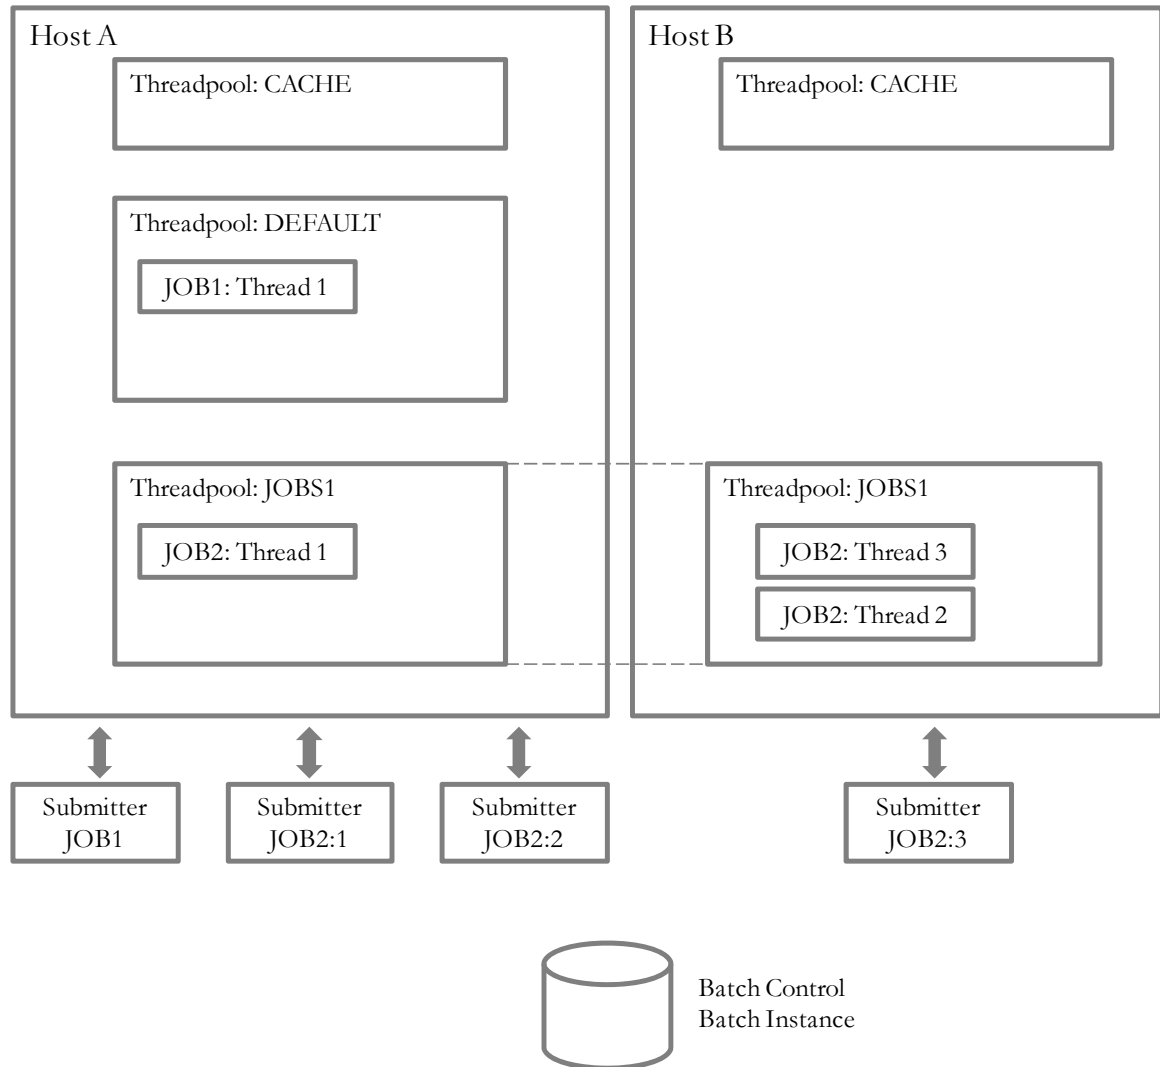 Host A
Threadpool: CACHE
Threadpool: DEFAULT
JOB1: Thread 1
Threadpool: JOBS1
JOB2: Thread 1
Host B
Threadpool: CACHE
Threadpool: JOBS1
JOB2: Thread 3
JOB2: Thread 2
Submitter
JOB1
Submitter
JOB2:1
Submitter
JOB2:2
Submitter
JOB2:3
Batch Control
Batch Instance